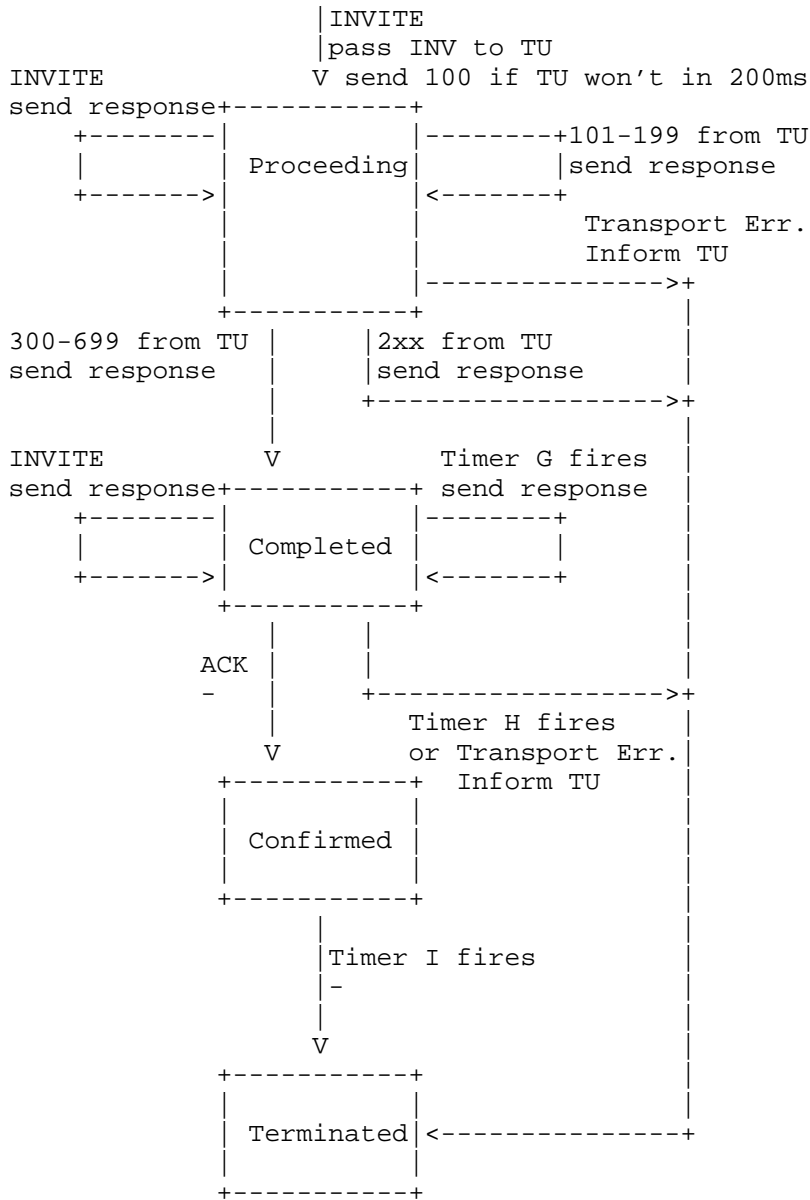 INVITE
pass INV to TU
INVITE V send 100 if TU won't in 200ms
send response
101-199 from TU
Proceeding send response
Transport Err.
Inform TU
300-699 from TU 2xx from TU
send response send response
INVITE V Timer G fires
send response send response
Completed
ACK
-
Timer H fires
V or Transport Err.
Inform TU
Confirmed
Timer I fires
-
V
Terminated